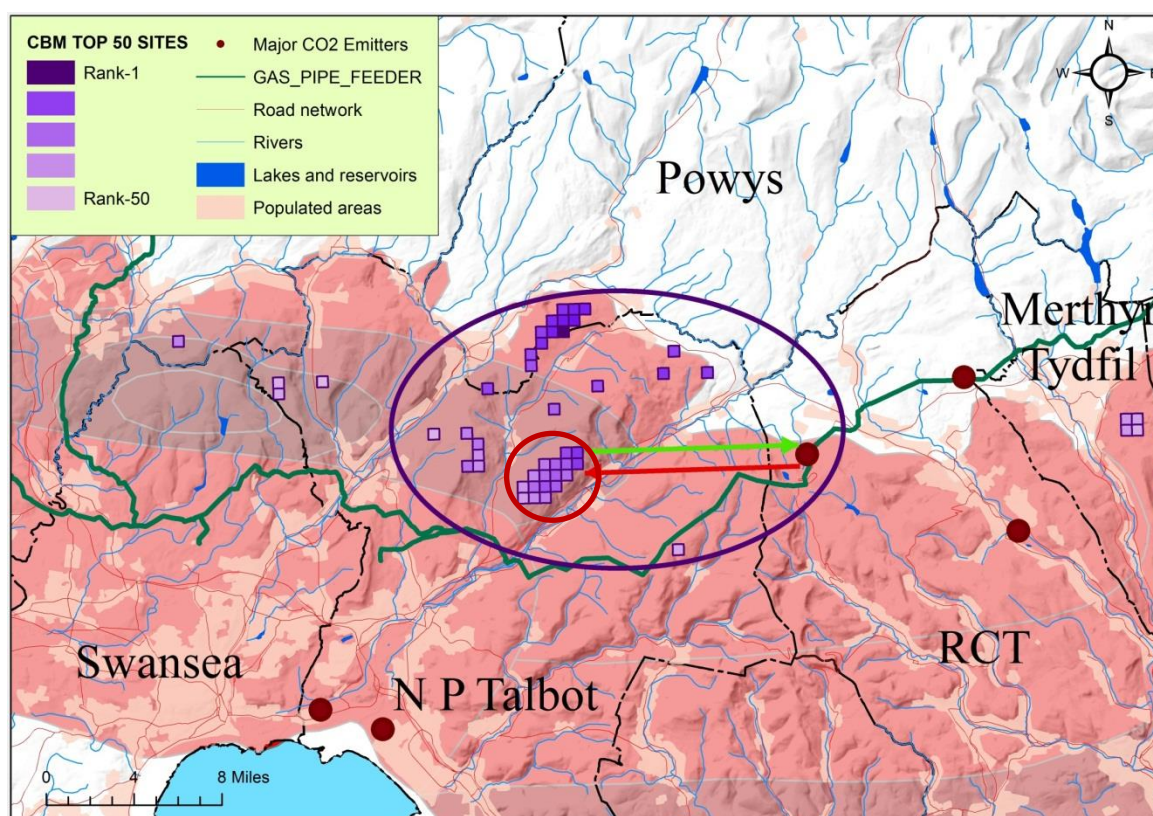 CBM TOP 50 SITES
Rank-1
Rank-50
Major CO2 Emitters
GAS_PIPE_FEEDER
Road network
Rivers
Lakes and reservoirs
Populated areas
N
W E
S
Powys
Merthyr
Tydfil
Swansea
N P Talbot
RCT
0 4 8 Miles